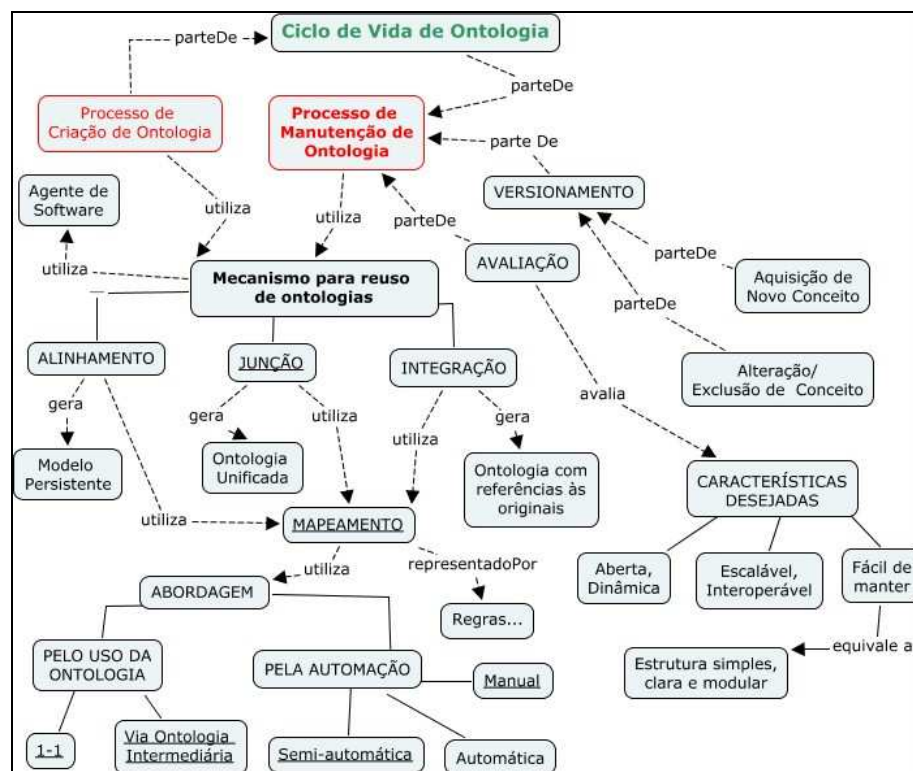 Ciclo de Vida de Ontologia
parteDe
parteDe
Processo de
Criação de Ontologia
Processo de
Manutenção de
Ontologia
parte De
VERSIONAMENTO
Agente de
Software
utiliza
utiliza
parteDe
AVALIAÇÃO
parteDe
Aquisição de
Novo Conceito
utiliza
Mecanismo para reuso
de ontologias
parteDe
ALINHAMENTO
JUNÇÃO
INTEGRAÇÃO
Alteração/
Exclusão de Conceito
avalia
gera
gera
utiliza
utiliza
gera
Modelo
Persistente
Ontologia
Unificada
Ontologia com
referências às
originais
CARACTERÍSTICAS
DESEJADAS
utiliza
MAPEAMENTO
utiliza
representadoPor
Aberta,
Dinâmica
Escalável,
Interoperável
Fácil de
manter
ABORDAGEM
Regras...
equivale a
PELO USO DA
ONTOLOGIA
PELA AUTOMAÇÃO
Manual
Estrutura simples,
clara e modular
1-1
Via Ontologia
Intermediária
Semi-automática
Automática